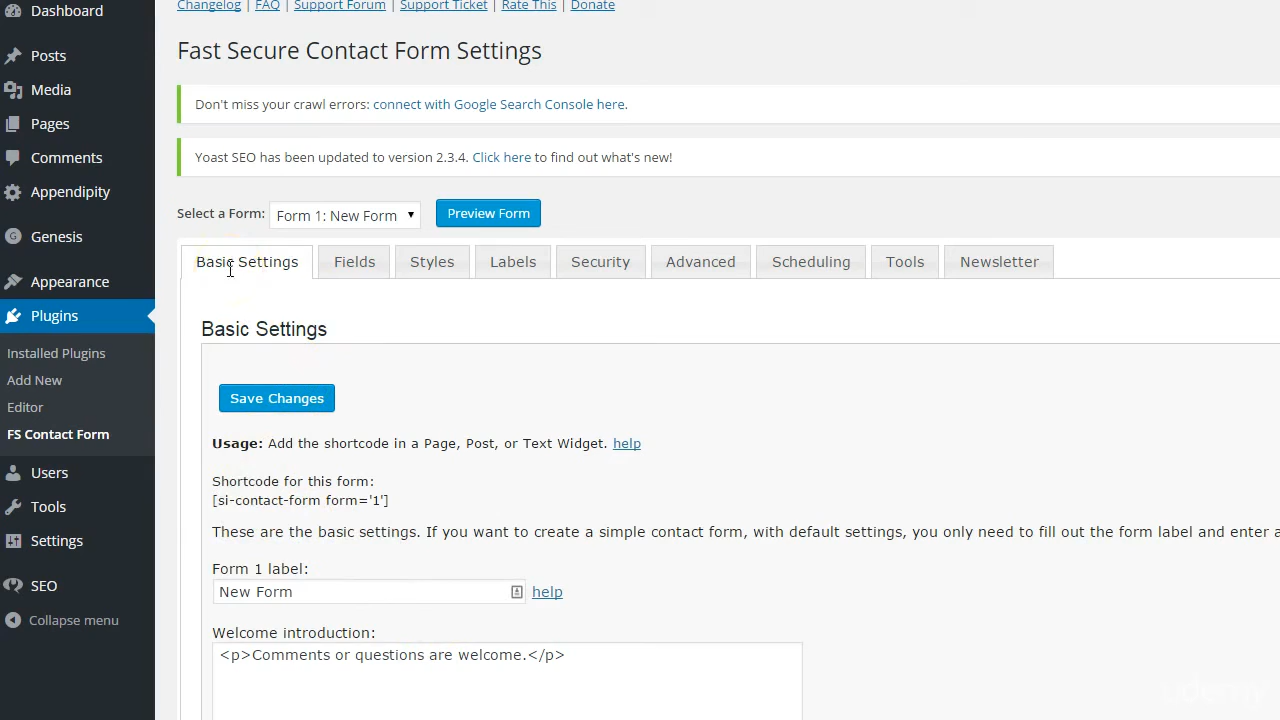 Changelog | FAQ | Support Forum | Support Ticket | Rate This | Donate
Fast Secure Contact Form Settings
Don't miss your crawl errors: connect with Google Search Console here.
Yoast SEO has been updated to version 2.3.4. Click here to find out what's new!
Select a Form: Form 1: New Form Preview Form
Basic Settings Fields Styles Labels Security Advanced Scheduling Tools Newsletter
Basic Settings
Save Changes
Usage: Add the shortcode in a Page, Post, or Text Widget. help
Shortcode for this form:
[si-contact-form form='1']
These are the basic settings. If you want to create a simple contact form, with default settings, you only need to fill out the form label and enter a
Form 1 label:
New Form help
Welcome introduction:
<p>Comments or questions are welcome.</p>
Dashboard
Posts
Media
Pages
Comments
Appendipity
Genesis
Appearance
Plugins
Installed Plugins
Add New
Editor
FS Contact Form
Users
Tools
Settings
SEO
Collapse menu
udemy